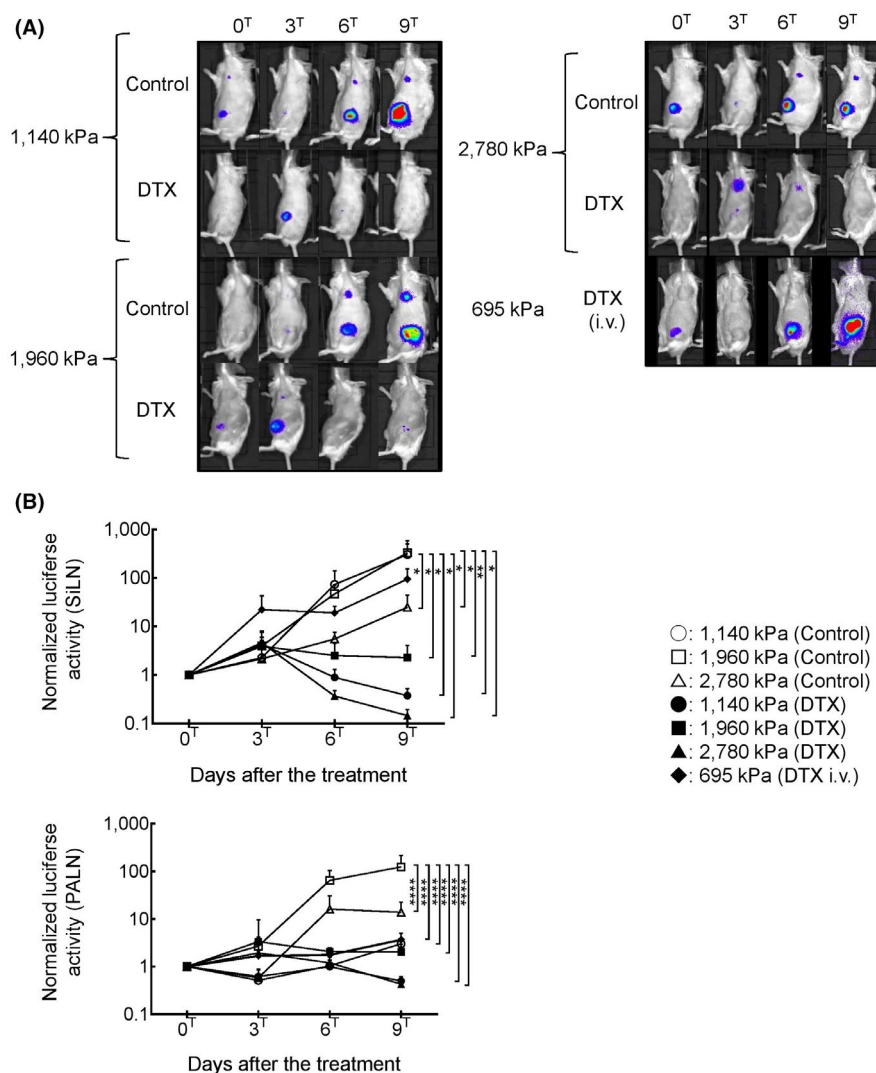 (A)
0T 3T 6T 9T
Control
1,140 kPa
DTX
Control
1,960 kPa
DTX
0T 3T 6T 9T
Control
2,780 kPa
DTX
695 kPa
DTX
(i.v.)
(B)
Normalized luciferse
activity (SiLN)
1,000
100
10
1
0.1
0T 3T 6T 9T
Days after the treatment
* * * * * * * ** * *
○: 1,140 kPa (Control)
□: 1,960 kPa (Control)
△: 2,780 kPa (Control)
●: 1,140 kPa (DTX)
■: 1,960 kPa (DTX)
▲: 2,780 kPa (DTX)
◆: 695 kPa (DTX i.v.)
Normalized luciferse
activity (PALN)
1,000
100
10
1
0.1
0T 3T 6T 9T
Days after the treatment
**** **** **** **** **** ****